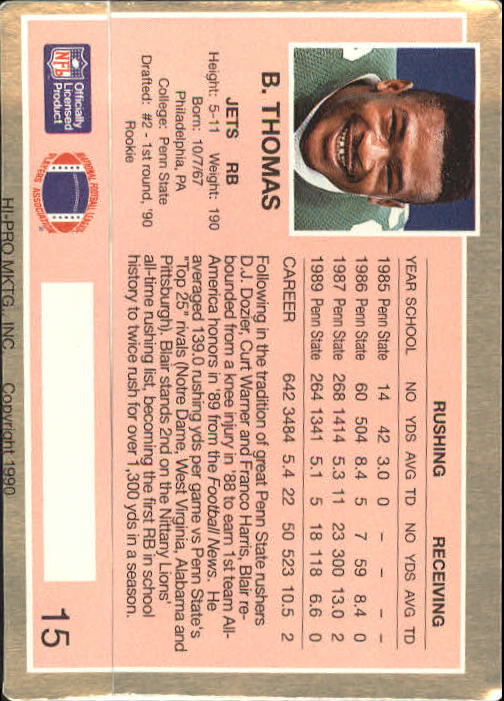 B. THOMAS
JETS RB
Height: 5-11 Weight: 190
Born: 10/7/67
Philadelphia, PA
College: Penn State
Drafted: #2 - 1st round, '90
Rookie
RUSHING RECEIVING
YEAR SCHOOL NO YDS AVG TD NO YDS AVG TD
1985 Penn State 14 42 3.0 0 - - - -
1986 Penn State 60 504 8.4 5 7 59 8.4 0
1987 Penn State 268 1414 5.3 11 23 300 13.0 2
1989 Penn State 264 1341 5.1 5 18 118 6.6 0
CAREER 642 3484 5.4 22 50 523 10.5 2
Following in the tradition of great Penn State rushers
D.J. Dozier, Curt Warner and Franco Harris, Blair re-
bounded from a knee injury in '88 to earn 1st team All-
America honors in '89 from the Football News. He
averaged 139.0 rushing yds per game vs Penn State's
"Top 25" rivals (Notre Dame, West Virginia, Alabama and
Pittsburgh). Blair stands 2nd on the Nittany Lions'
all-time rushing list, becoming the first RB in school
history to twice rush for over 1,300 yds in a season.
NFL
Officially
Licensed
Product
NATIONAL FOOTBALL LEAGUE
PLAYERS ASSOCIATION
15
HI-PRO MKTG., INC. Copyright 1990